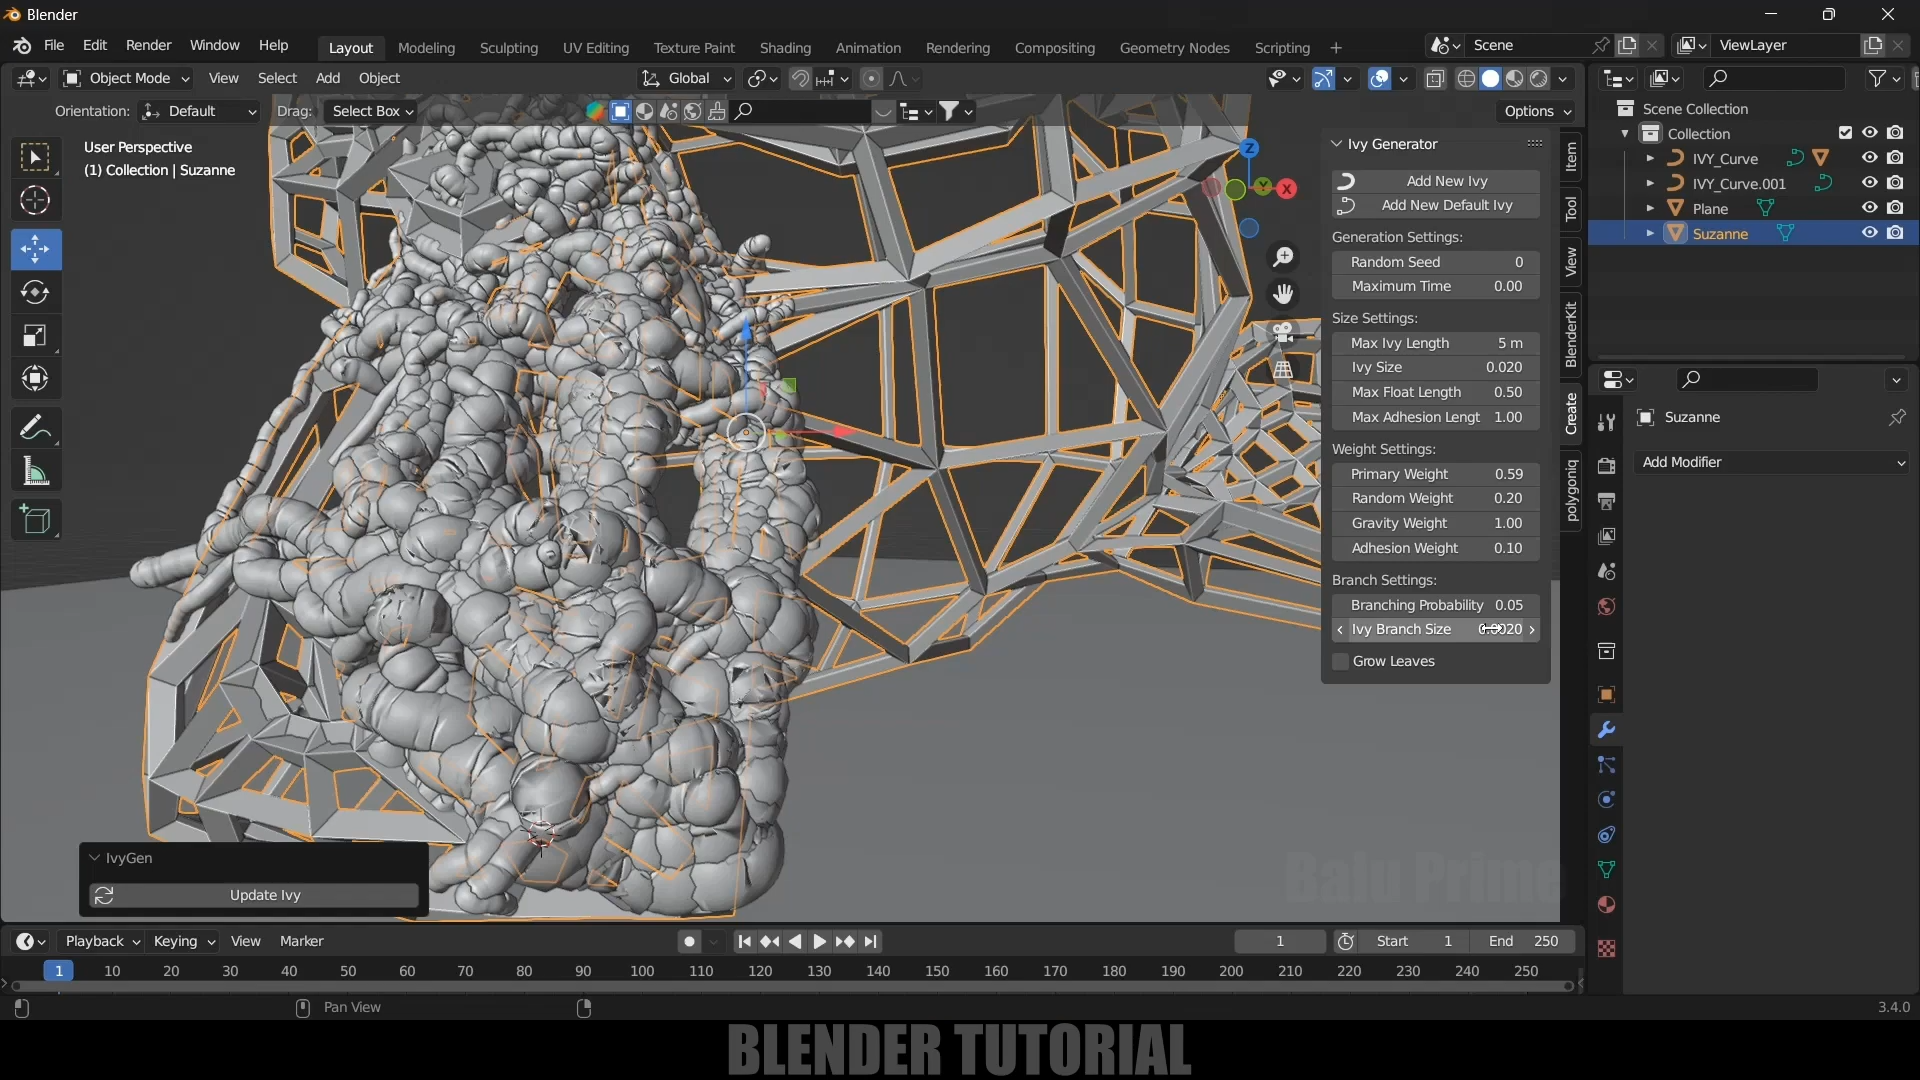 Blender
File Edit Render Window Help Layout Modeling Sculpting UV Editing Texture Paint Shading Animation Rendering Compositing Geometry Nodes Scripting + Scene ViewLayer
Object Mode View Select Add Object Global
Orientation: Default Drag: Select Box Options
User Perspective
(1) Collection | Suzanne
Z
Y
X
Ivy Generator
Add New Ivy
Add New Default Ivy
Generation Settings:
Random Seed 0
Maximum Time 0.00
Size Settings:
Max Ivy Length 5 m
Ivy Size 0.020
Max Float Length 0.50
Max Adhesion Lengt 1.00
Weight Settings:
Primary Weight 0.59
Random Weight 0.20
Gravity Weight 1.00
Adhesion Weight 0.10
Branch Settings:
Branching Probability 0.05
Ivy Branch Size 0.0020
Grow Leaves
Item
Tool
View
BlenderKit
Create
polygoniq
Scene Collection
Collection
IVY_Curve
IVY_Curve.001
Plane
Suzanne
Suzanne
Add Modifier
IvyGen
Update Ivy
Balu Prime
Playback Keying View Marker 1 Start 1 End 250
1 10 20 30 40 50 60 70 80 90 100 110 120 130 140 150 160 170 180 190 200 210 220 230 240 250
Pan View 3.4.0
BLENDER TUTORIAL